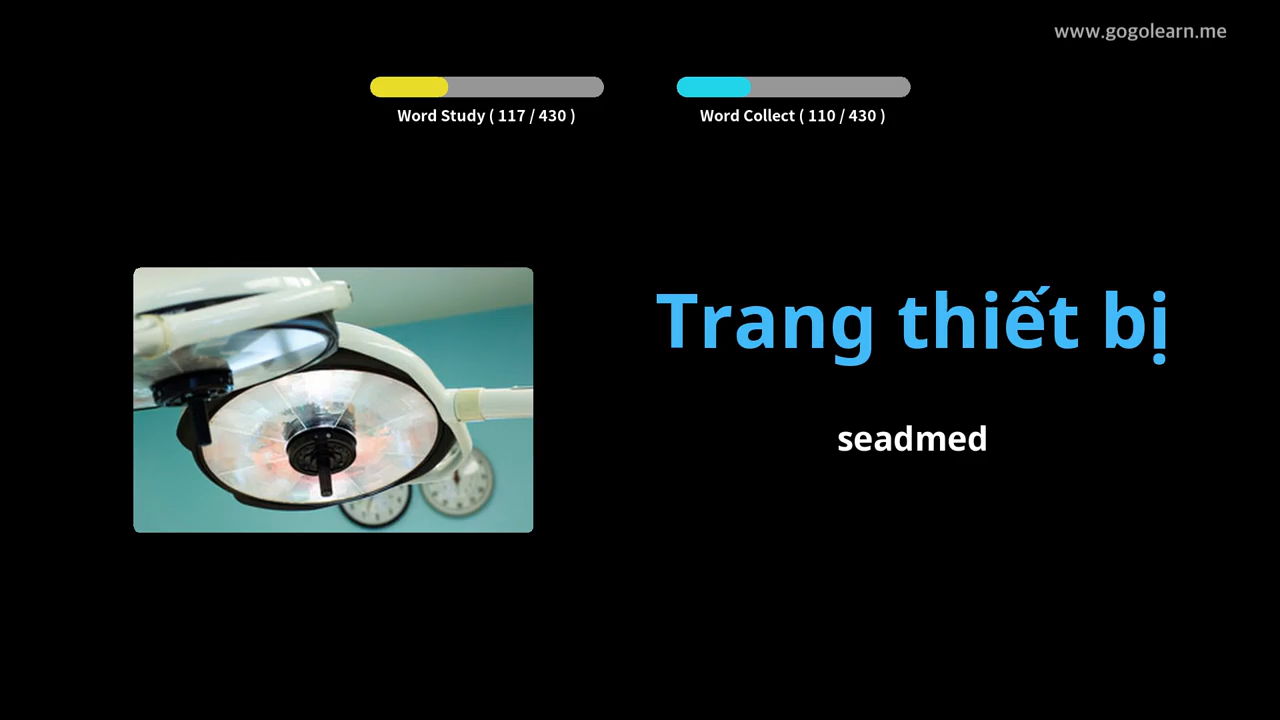 www.gogolearn.me
Word Study ( 117 / 430 )
Word Collect ( 110 / 430 )
Trang thiết bị
seadmed